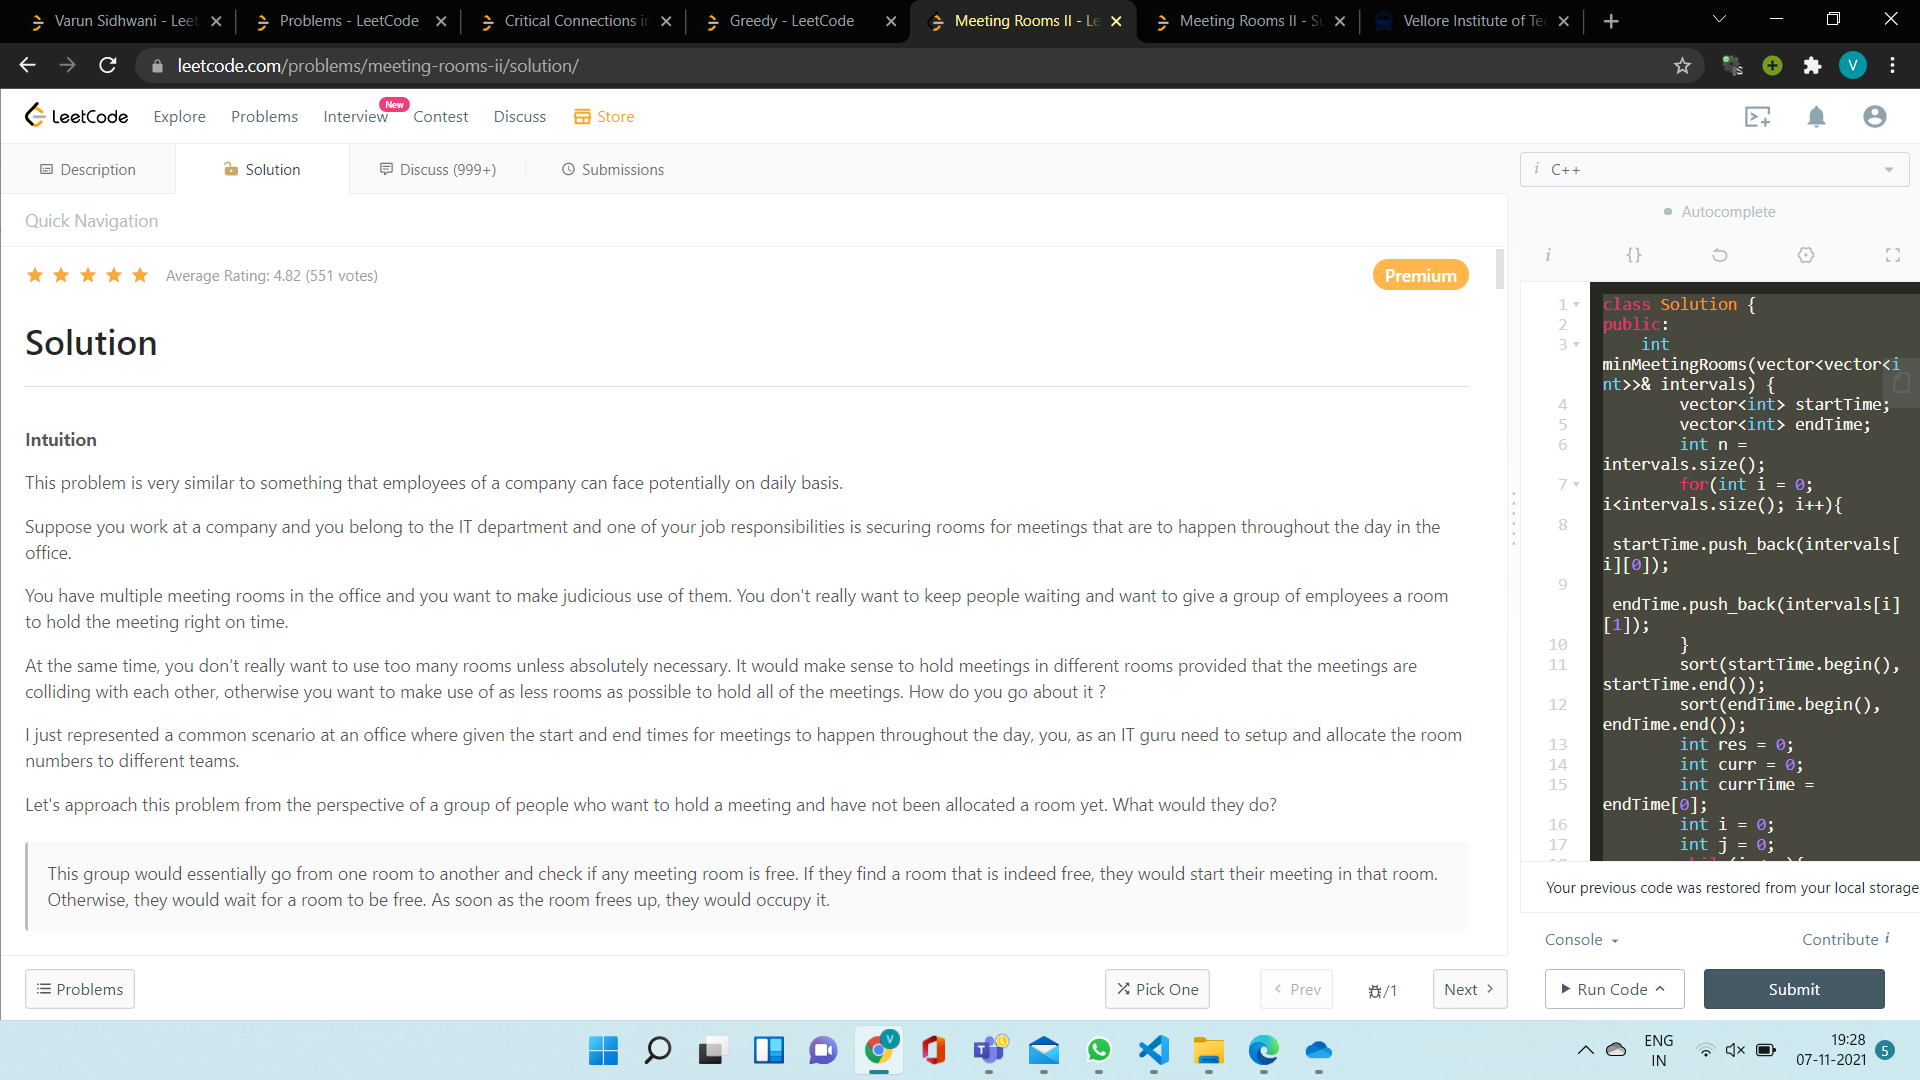 Varun Sidhwani - Leet
Problems - LeetCode
Critical Connections in
Greedy - LeetCode
Meeting Rooms II - Le
Meeting Rooms II - Su
Vellore Institute of Tec
leetcode.com/problems/meeting-rooms-ii/solution/
V
LeetCode
Explore
Problems
Interview
New
Contest
Discuss
Store
Description
Solution
Discuss (999+)
Submissions
i C++
Quick Navigation
Autocomplete
Average Rating: 4.82 (551 votes)
Premium
i {}
Solution
Intuition
This problem is very similar to something that employees of a company can face potentially on daily basis.
Suppose you work at a company and you belong to the IT department and one of your job responsibilities is securing rooms for meetings that are to happen throughout the day in the
office.
You have multiple meeting rooms in the office and you want to make judicious use of them. You don't really want to keep people waiting and want to give a group of employees a room
to hold the meeting right on time.
At the same time, you don't really want to use too many rooms unless absolutely necessary. It would make sense to hold meetings in different rooms provided that the meetings are
colliding with each other, otherwise you want to make use of as less rooms as possible to hold all of the meetings. How do you go about it ?
I just represented a common scenario at an office where given the start and end times for meetings to happen throughout the day, you, as an IT guru need to setup and allocate the room
numbers to different teams.
Let's approach this problem from the perspective of a group of people who want to hold a meeting and have not been allocated a room yet. What would they do?
This group would essentially go from one room to another and check if any meeting room is free. If they find a room that is indeed free, they would start their meeting in that room.
Otherwise, they would wait for a room to be free. As soon as the room frees up, they would occupy it.
1 class Solution {
2 public:
3 int
minMeetingRooms(vector<vector<i
nt>>& intervals) {
4 vector<int> startTime;
5 vector<int> endTime;
6 int n =
intervals.size();
7 for(int i = 0;
i<intervals.size(); i++){
8
startTime.push_back(intervals[
i][0]);
9
endTime.push_back(intervals[i]
[1]);
10 }
11 sort(startTime.begin(),
startTime.end());
12 sort(endTime.begin(),
endTime.end());
13 int res = 0;
14 int curr = 0;
15 int currTime =
endTime[0];
16 int i = 0;
17 int j = 0;
Your previous code was restored from your local storage
Console
Contribute i
Problems
Pick One
Prev
/1
Next
Run Code
Submit
V
ENG
IN
19:28
07-11-2021
5